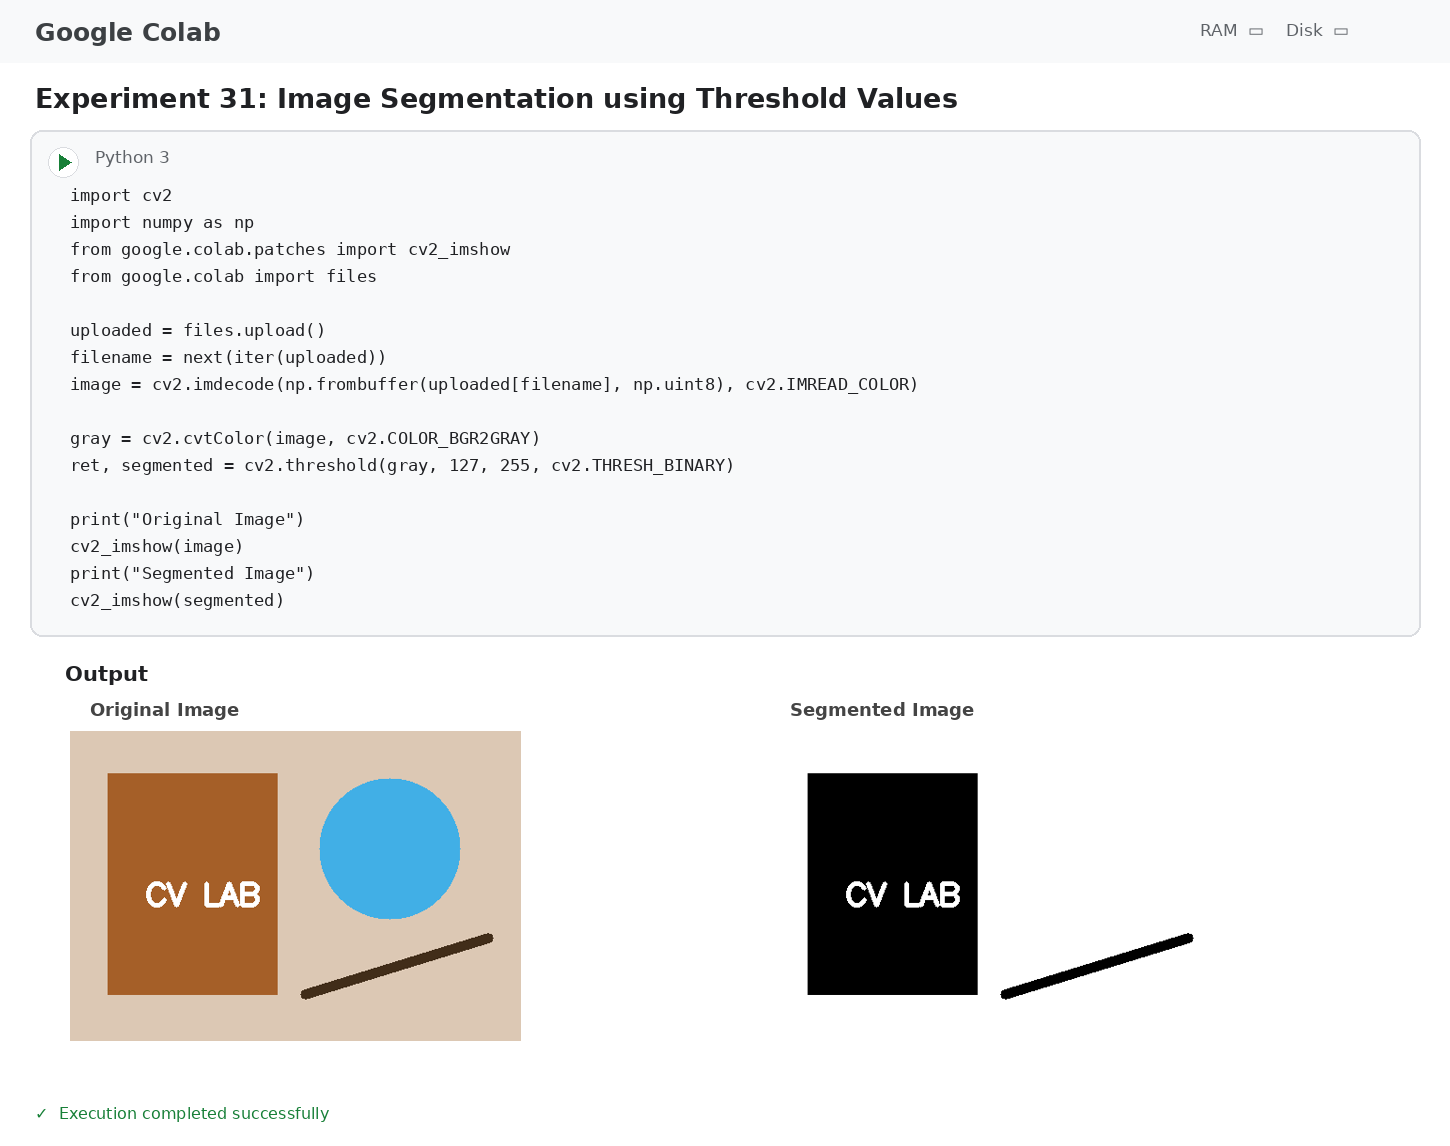 Google Colab
RAM ▭ Disk ▭
Experiment 31: Image Segmentation using Threshold Values
Python 3
import cv2
import numpy as np
from google.colab.patches import cv2_imshow
from google.colab import files
uploaded = files.upload()
filename = next(iter(uploaded))
image = cv2.imdecode(np.frombuffer(uploaded[filename], np.uint8), cv2.IMREAD_COLOR)
gray = cv2.cvtColor(image, cv2.COLOR_BGR2GRAY)
ret, segmented = cv2.threshold(gray, 127, 255, cv2.THRESH_BINARY)
print("Original Image")
cv2_imshow(image)
print("Segmented Image")
cv2_imshow(segmented)
Output
Original Image
Segmented Image
CV LAB
CV LAB
✓ Execution completed successfully